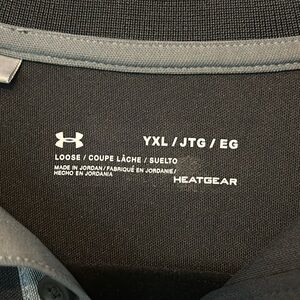 YXL / JTG / EG
LOOSE / COUPE LÂCHE / SUELTO
MADE IN JORDAN / FABRIQUÉ EN JORDANIE /
HECHO EN JORDANIA
HEATGEAR